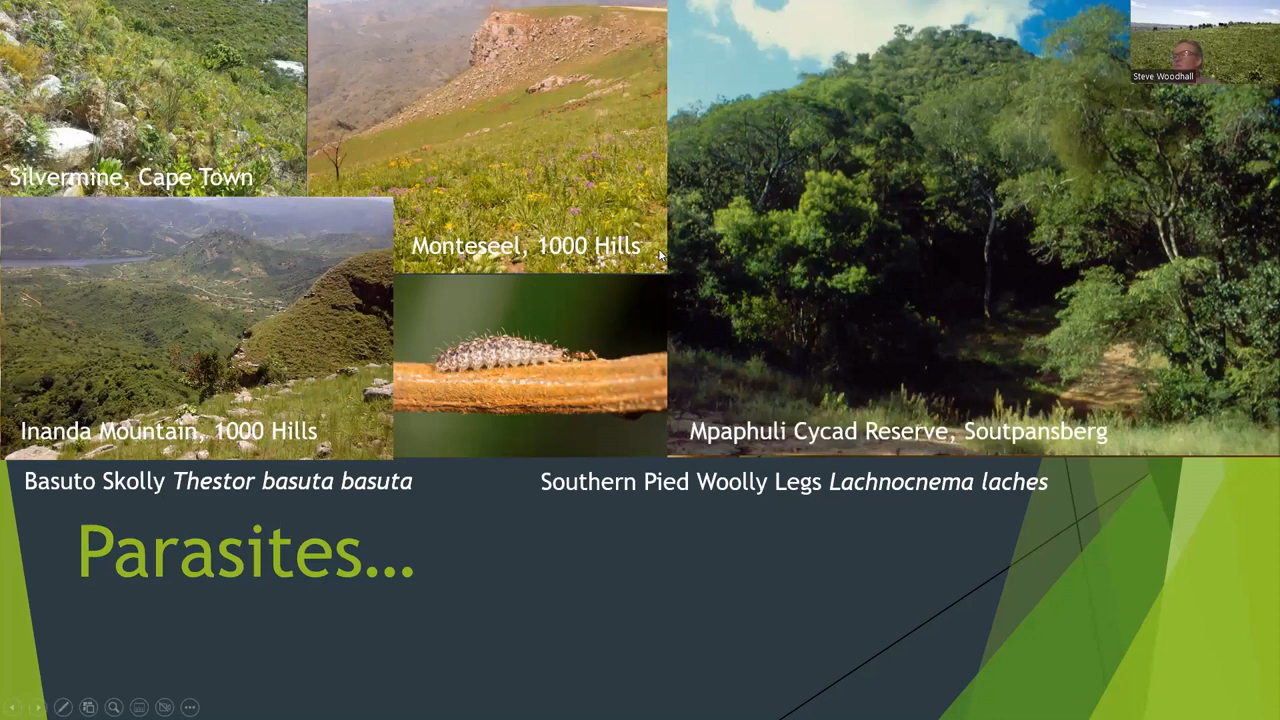 Steve Woodhall
Silvermine, Cape Town
Monteseel, 1000 Hills
Inanda Mountain, 1000 Hills
Mpaphuli Cycad Reserve, Soutpansberg
Basuto Skolly Thestor basuta basuta
Southern Pied Woolly Legs Lachnocnema laches
Parasites...